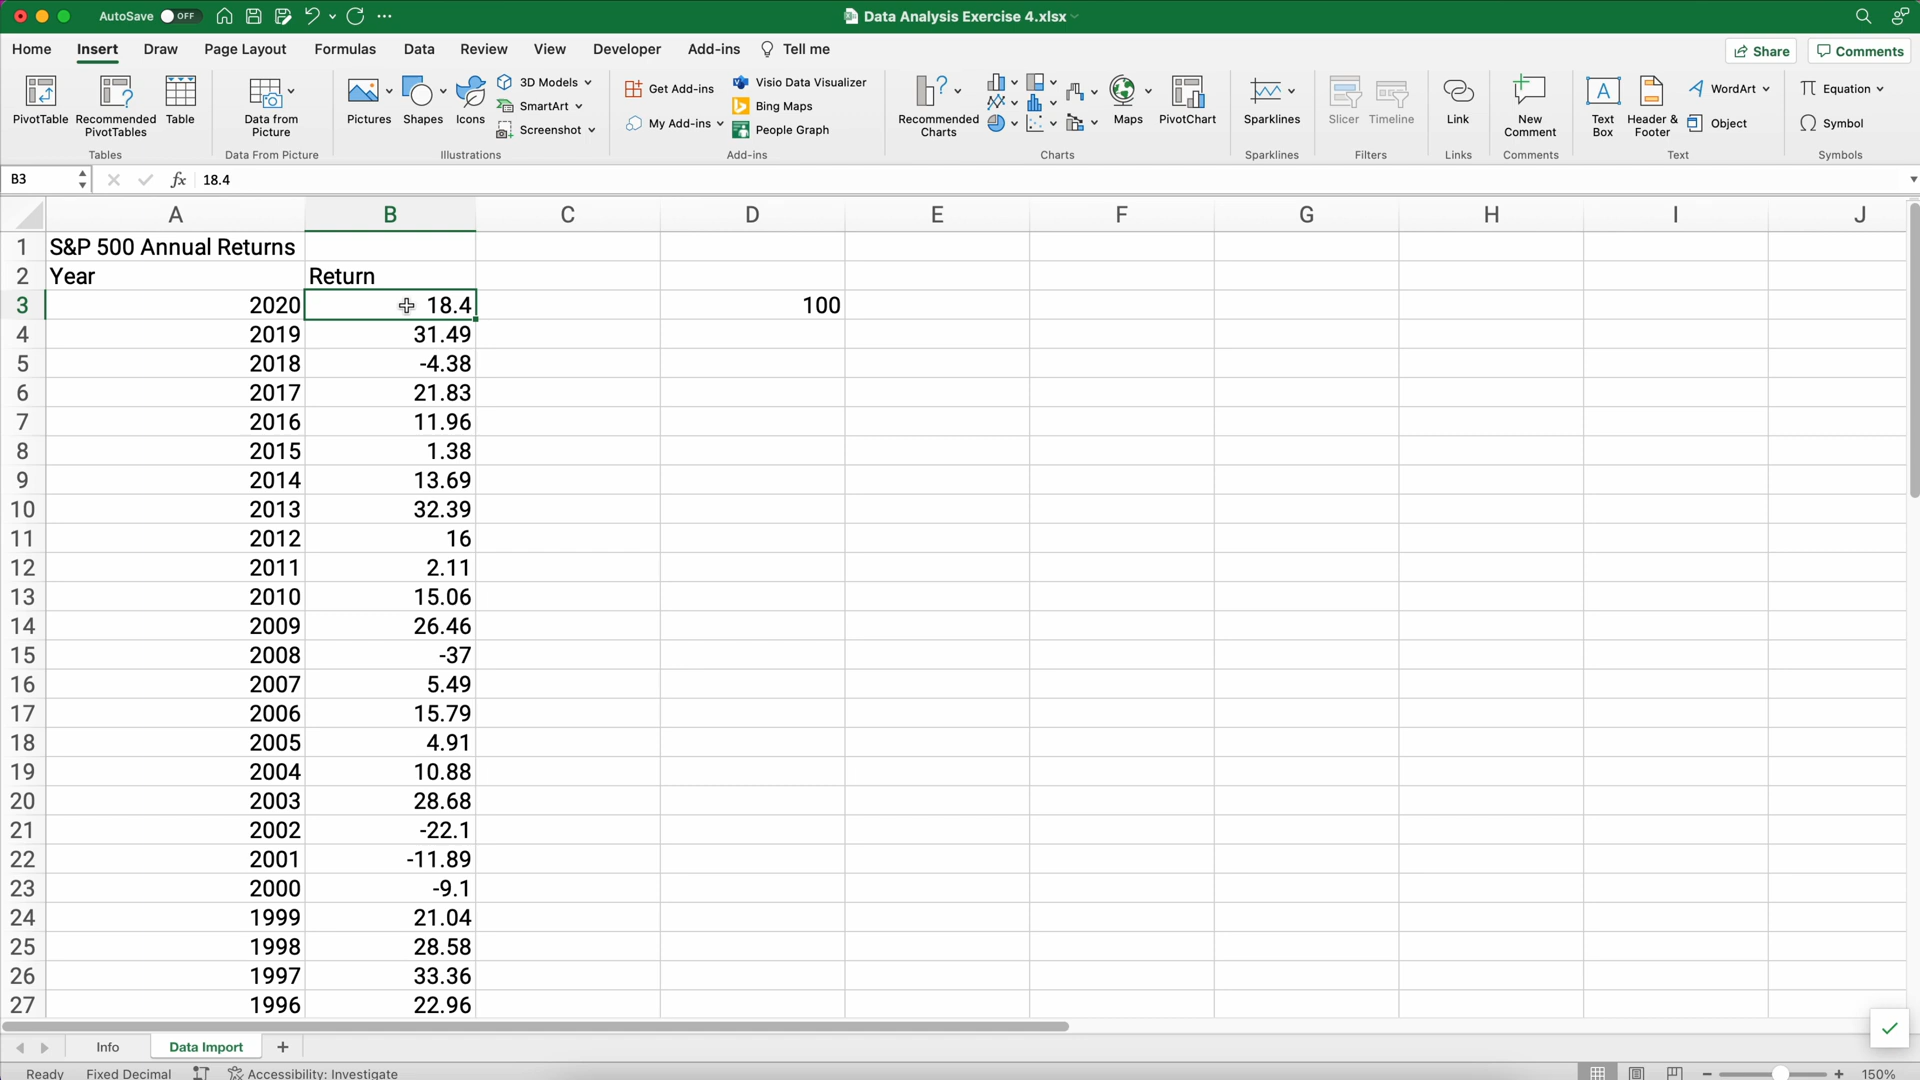 AutoSave OFF
Data Analysis Exercise 4.xlsx
Home Insert Draw Page Layout Formulas Data Review View Developer Add-ins Tell me
Share Comments
PivotTable
Recommended PivotTables
Table
Tables
Data from Picture
Data From Picture
Pictures
Shapes
Icons
3D Models
SmartArt
Screenshot
Illustrations
Get Add-ins
My Add-ins
Visio Data Visualizer
Bing Maps
People Graph
Add-ins
Recommended Charts
Maps
PivotChart
Charts
Sparklines
Sparklines
Slicer
Timeline
Filters
Link
Links
New Comment
Comments
Text Box
Header & Footer
WordArt
Object
Text
Equation
Symbol
Symbols
B3 fx 18.4
A B C D E F G H I J
1 S&P 500 Annual Returns
2 Year Return
3 2020 18.4 100
4 2019 31.49
5 2018 -4.38
6 2017 21.83
7 2016 11.96
8 2015 1.38
9 2014 13.69
10 2013 32.39
11 2012 16
12 2011 2.11
13 2010 15.06
14 2009 26.46
15 2008 -37
16 2007 5.49
17 2006 15.79
18 2005 4.91
19 2004 10.88
20 2003 28.68
21 2002 -22.1
22 2001 -11.89
23 2000 -9.1
24 1999 21.04
25 1998 28.58
26 1997 33.36
27 1996 22.96
Info Data Import
Ready Fixed Decimal Accessibility: Investigate 150%